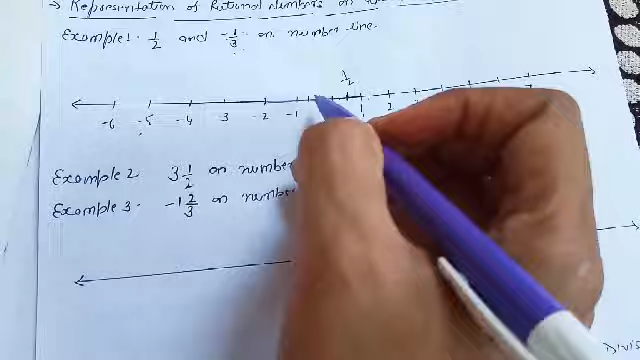 → Representation of Rational Numbers on
Example 1. 1/2 and -1/3 on number line.
1/2
-6 -5 -4 3 -2 -1 1 2
Example 2 3 1/2 on number
Example 3. -1 2/3 on number